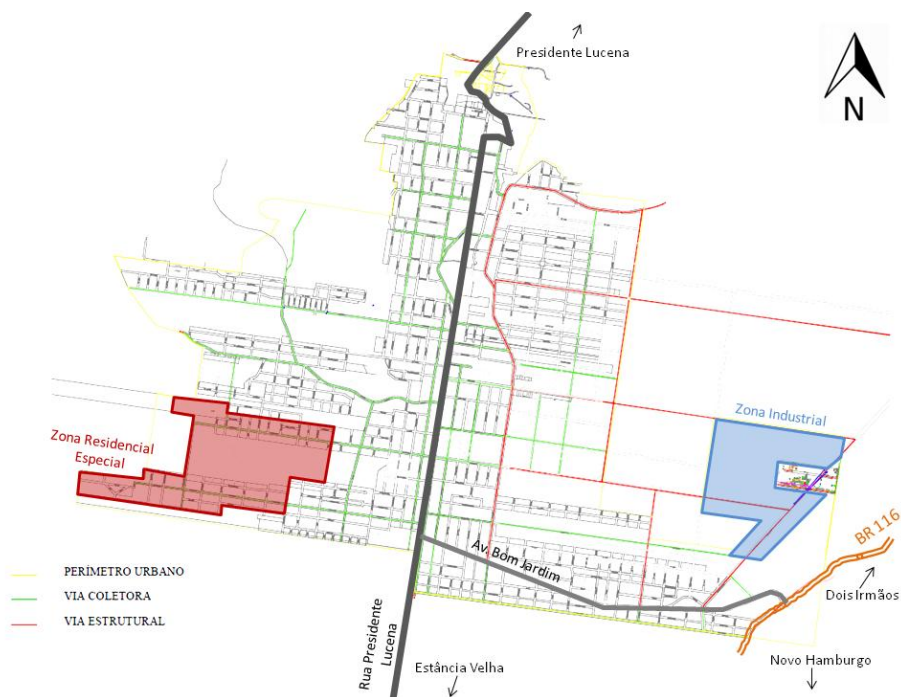 Presidente Lucena
N
Zona Industrial
Zona Residencial
Especial
BR 116
Av. Bom Jardim
PERÍMETRO URBANO
VIA COLETORA
VIA ESTRUTURAL
Dois Irmãos
Rua Presidente
Lucena
Estância Velha
Novo Hamburgo